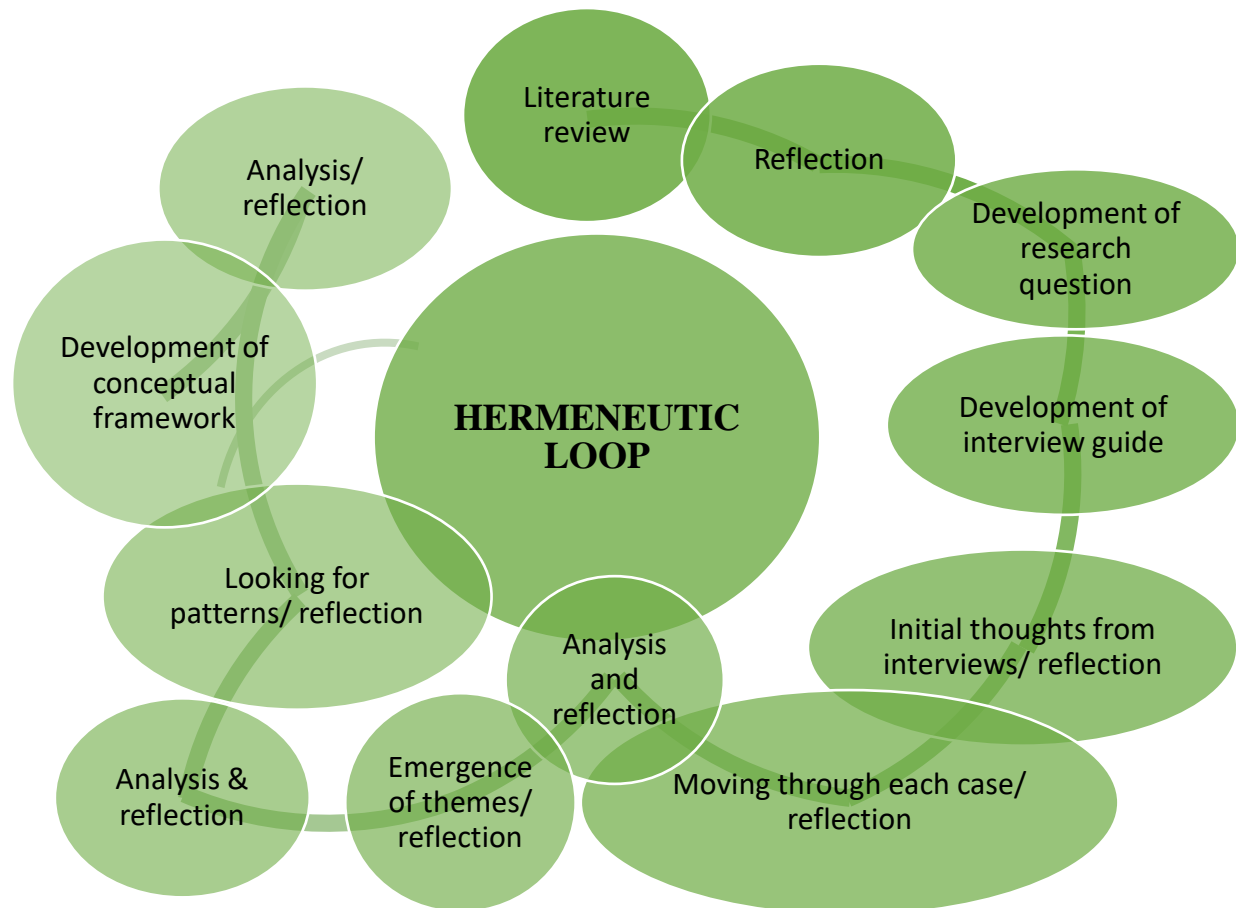 Literature
review
Reflection
Development of
research
question
Development of
interview guide
Initial thoughts from
interviews/ reflection
Moving through each case/
reflection
Analysis
and
reflection
Emergence
of themes/
reflection
Analysis &
reflection
Looking for
patterns/ reflection
Development of
conceptual
framework
Analysis/
reflection
HERMENEUTIC
LOOP